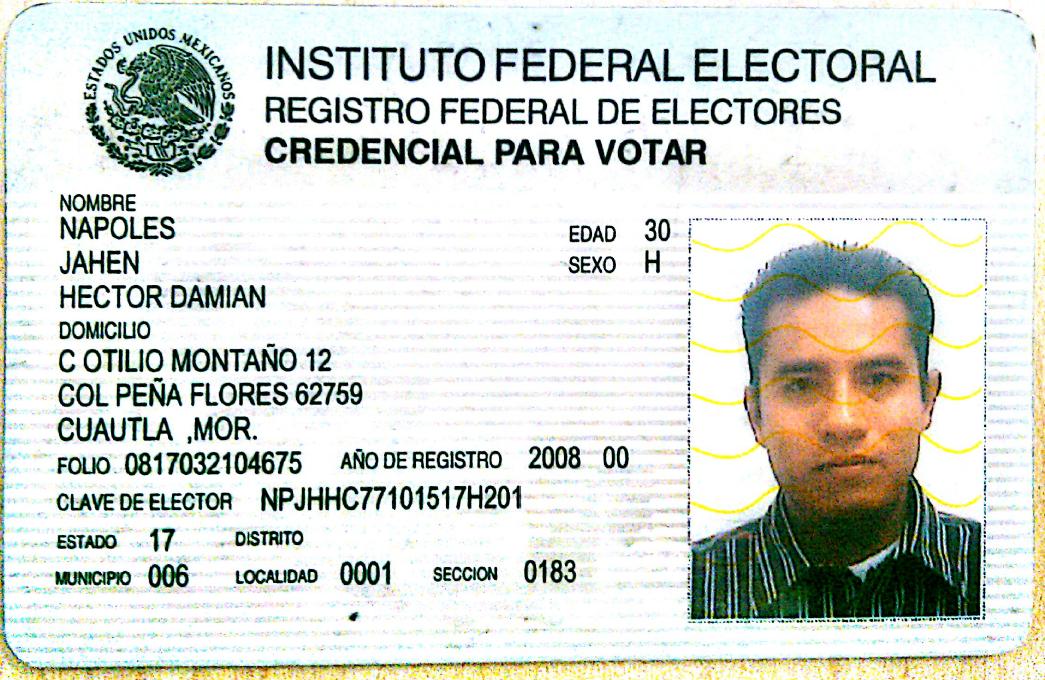 ESTADOS UNIDOS MEXICANOS
INSTITUTO FEDERAL ELECTORAL
REGISTRO FEDERAL DE ELECTORES
CREDENCIAL PARA VOTAR
NOMBRE
NAPOLES
JAHEN
HECTOR DAMIAN
EDAD 30
SEXO H
DOMICILIO
C OTILIO MONTAÑO 12
COL PEÑA FLORES 62759
CUAUTLA ,MOR.
FOLIO 0817032104675 AÑO DE REGISTRO 2008 00
CLAVE DE ELECTOR NPJHHC77101517H201
ESTADO 17 DISTRITO
MUNICIPIO 006 LOCALIDAD 0001 SECCION 0183